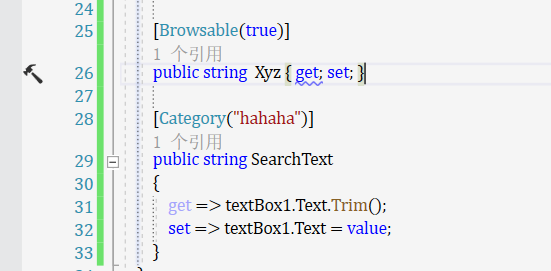 24
25 [Browsable(true)]
1 个引用
26 public string Xyz { get; set; }
27
28 [Category("hahaha")]
1 个引用
29 public string SearchText
30 {
31 get => textBox1.Text.Trim();
32 set => textBox1.Text = value;
33 }